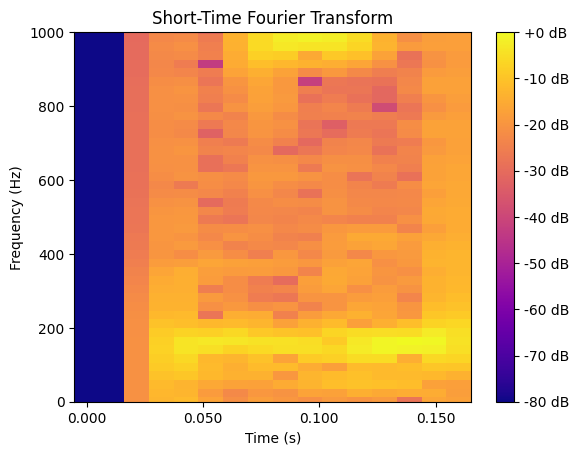 Short-Time Fourier Transform
1000
800
600
400
200
0
Frequency (Hz)
0.000
0.050
0.100
0.150
Time (s)
+0 dB
-10 dB
-20 dB
-30 dB
-40 dB
-50 dB
-60 dB
-70 dB
-80 dB